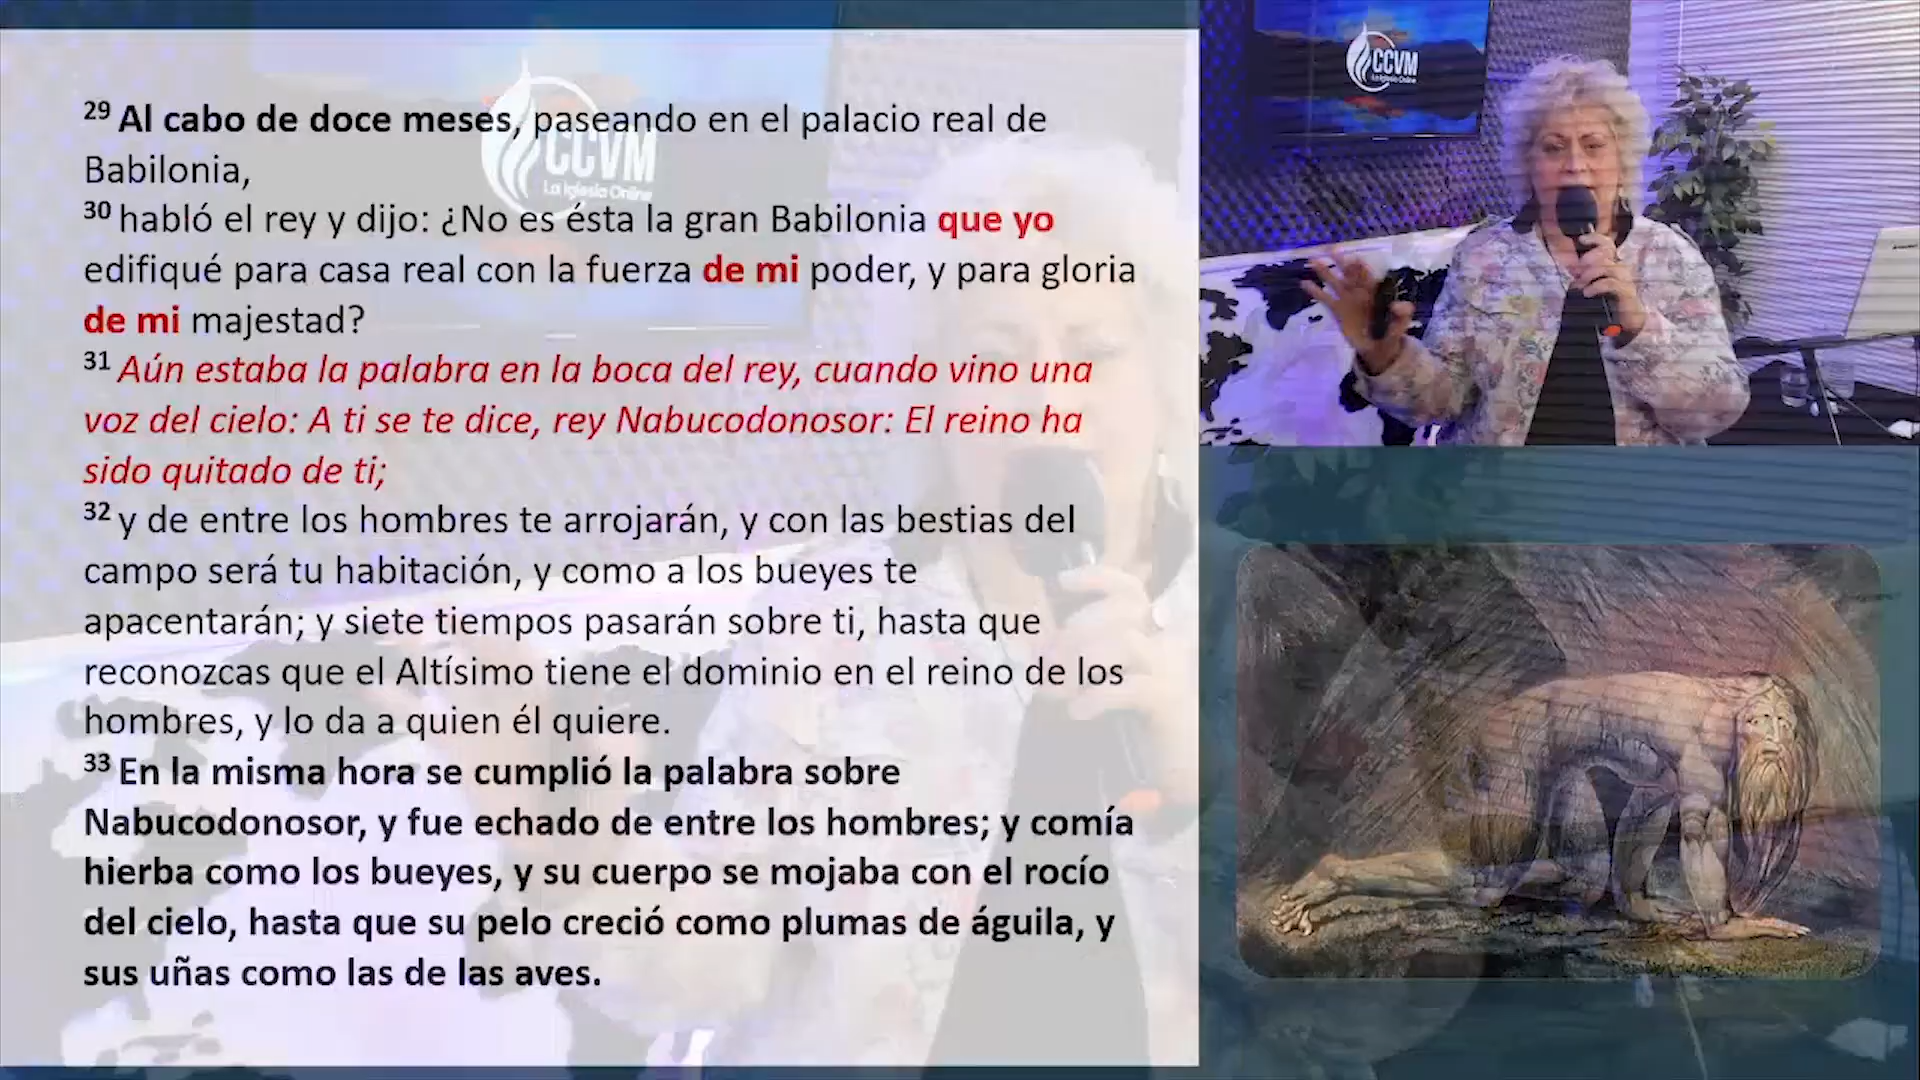 29 Al cabo de doce meses, paseando en el palacio real de
Babilonia,
30 habló el rey y dijo: ¿No es ésta la gran Babilonia que yo
edifiqué para casa real con la fuerza de mi poder, y para gloria
de mi majestad?
31 Aún estaba la palabra en la boca del rey, cuando vino una
voz del cielo: A ti se te dice, rey Nabucodonosor: El reino ha
sido quitado de ti;
32 y de entre los hombres te arrojarán, y con las bestias del
campo será tu habitación, y como a los bueyes te
apacentarán; y siete tiempos pasarán sobre ti, hasta que
reconozcas que el Altísimo tiene el dominio en el reino de los
hombres, y lo da a quien él quiere.
33 En la misma hora se cumplió la palabra sobre
Nabucodonosor, y fue echado de entre los hombres; y comía
hierba como los bueyes, y su cuerpo se mojaba con el rocío
del cielo, hasta que su pelo creció como plumas de águila, y
sus uñas como las de las aves.
CCVM
La Iglesia Online
CCVM
La Iglesia Online